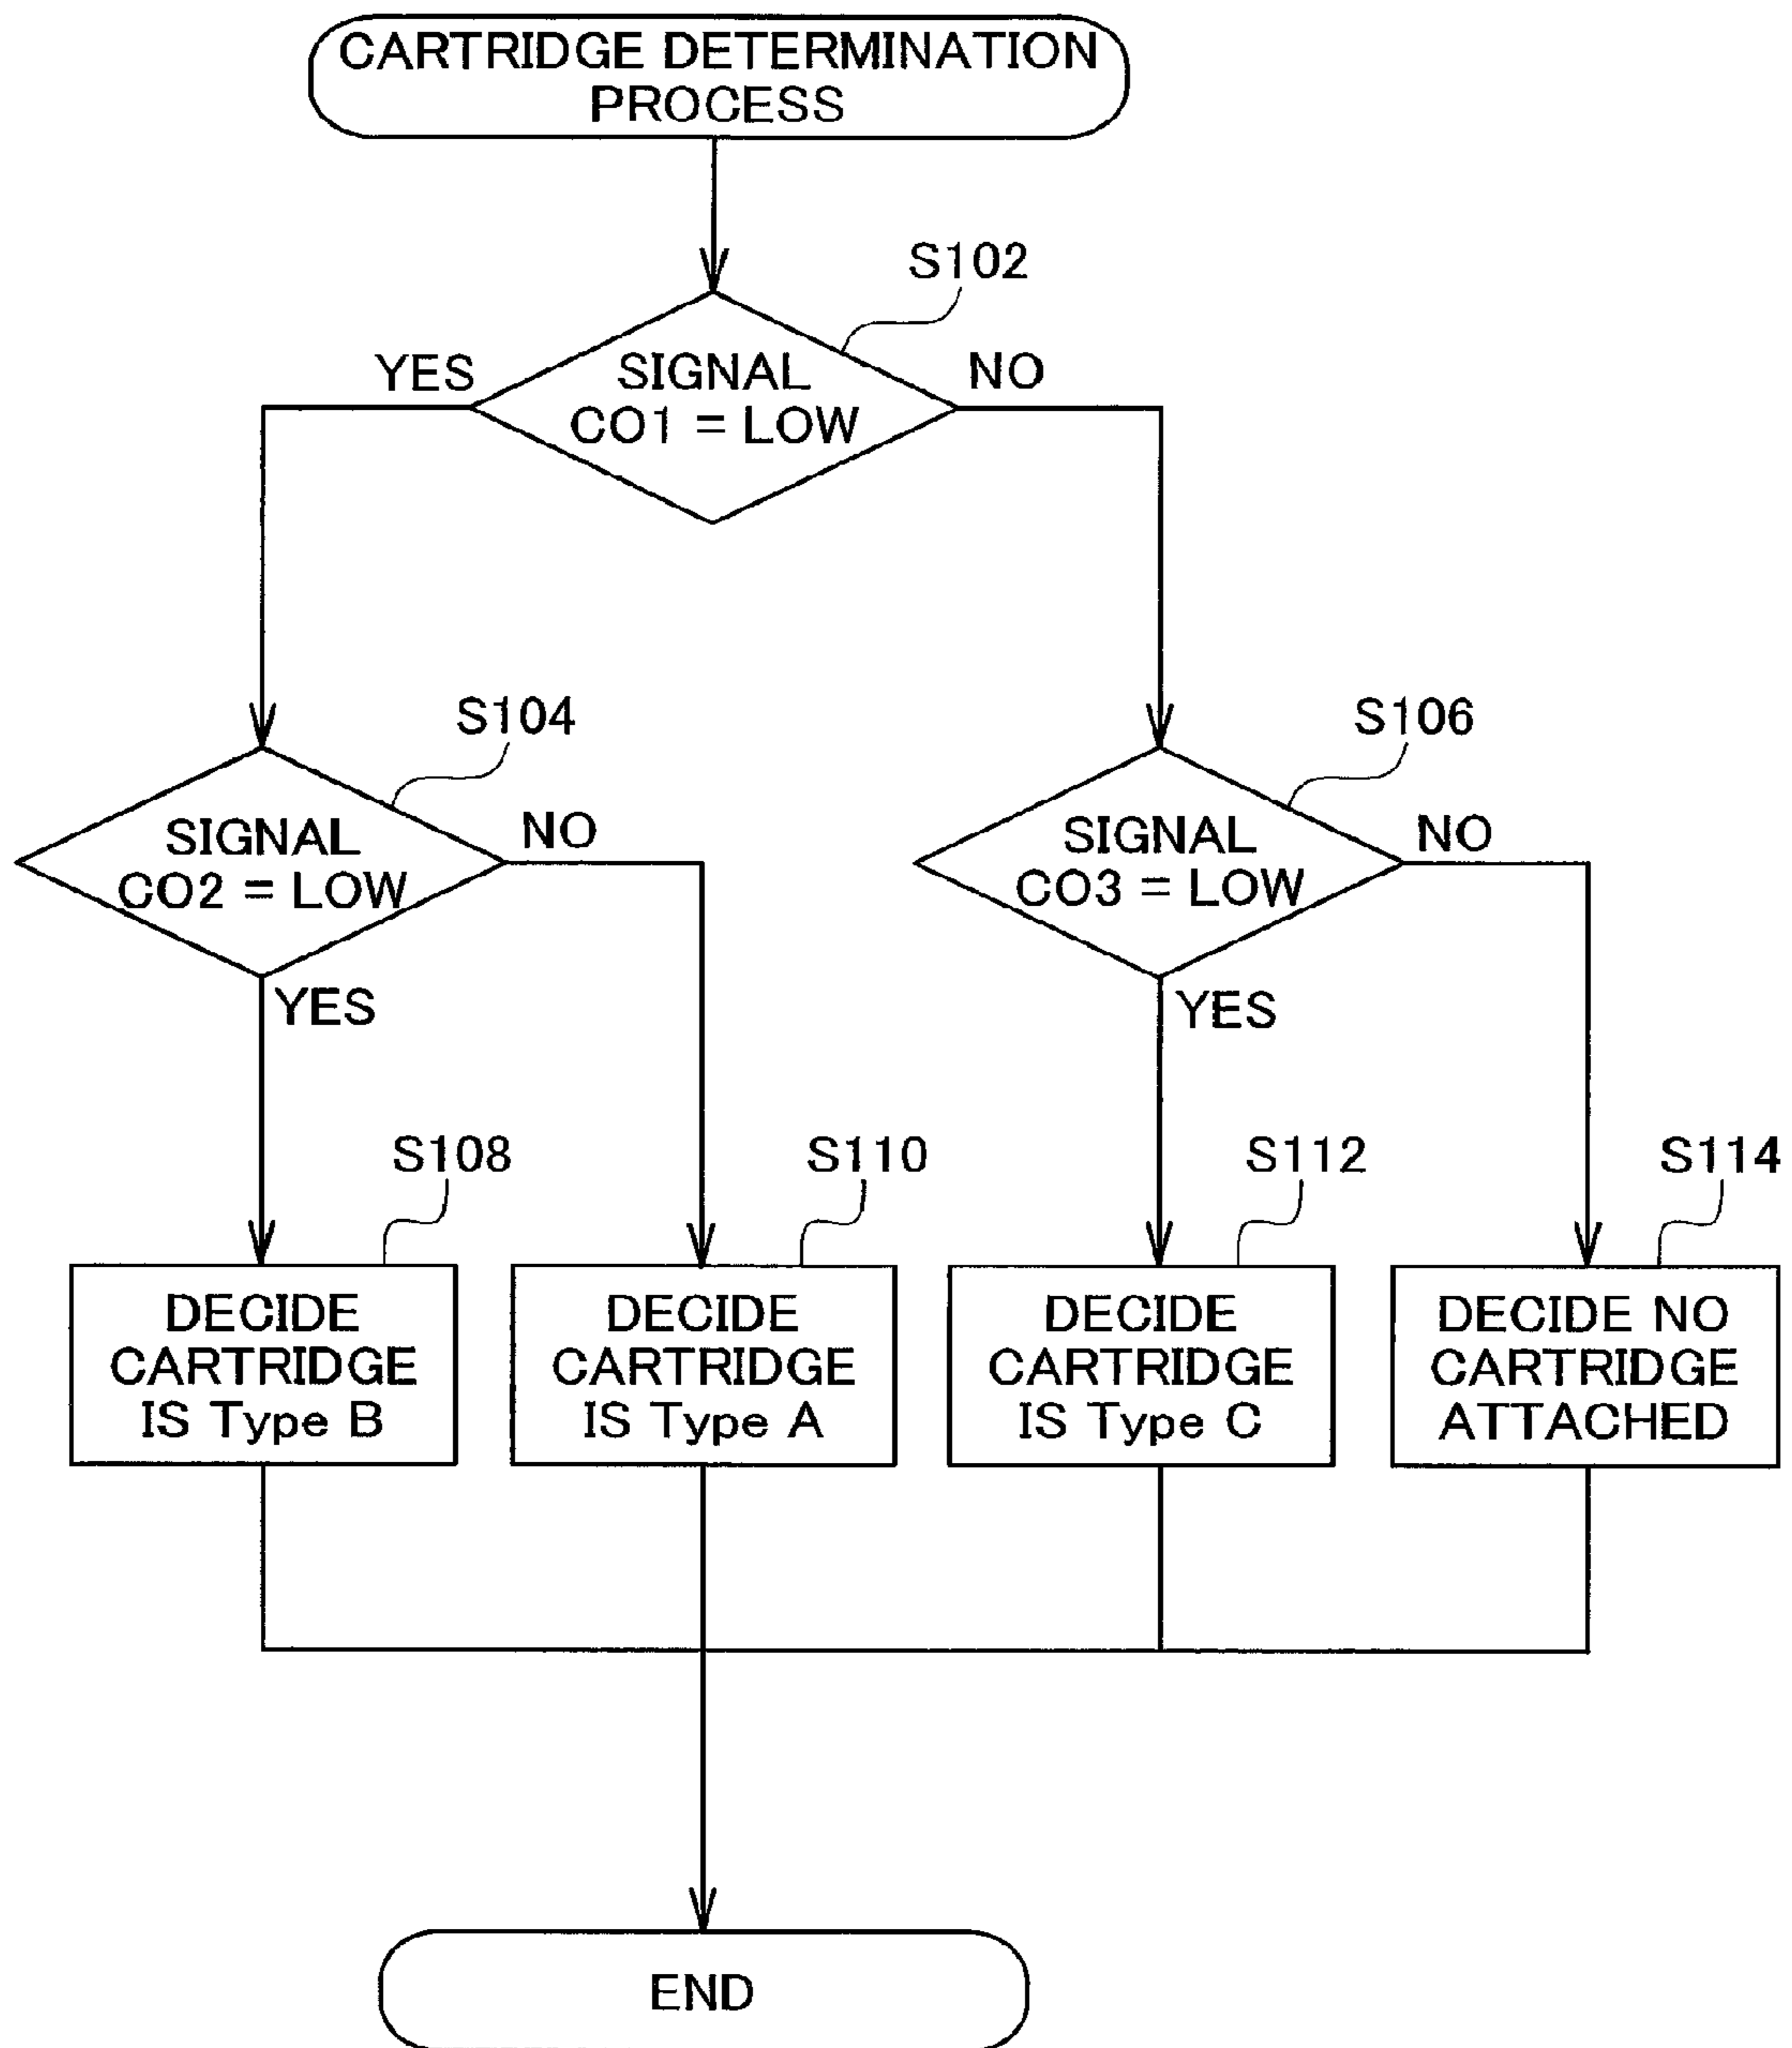 CARTRIDGE DETERMINATION
PROCESS
S102
YES
SIGNAL
CO1 = LOW
NO
S104
SIGNAL
CO2 = LOW
NO
YES
S106
SIGNAL
CO3 = LOW
NO
YES
S108
DECIDE
CARTRIDGE
IS Type B
S110
DECIDE
CARTRIDGE
IS Type A
S112
DECIDE
CARTRIDGE
IS Type C
S114
DECIDE NO
CARTRIDGE
ATTACHED
END